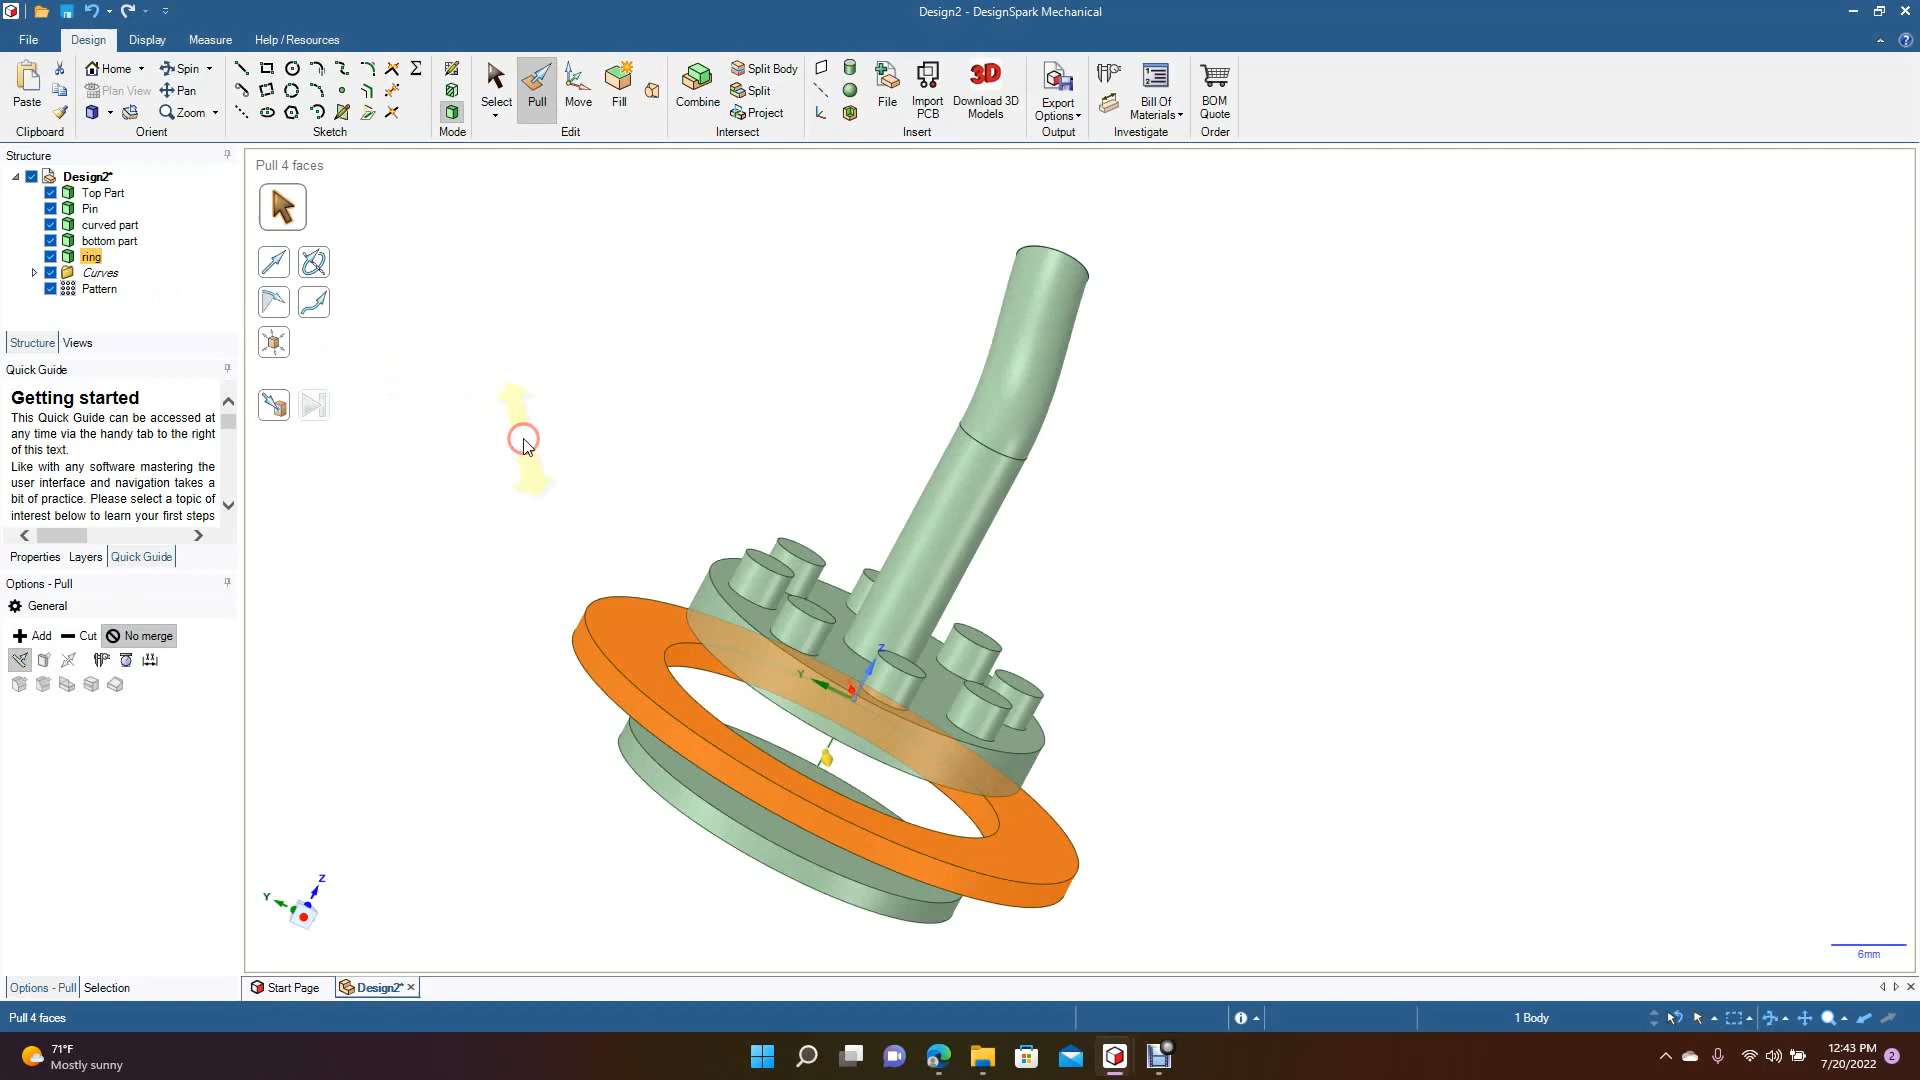 Design2 - DesignSpark Mechanical
File Design Display Measure Help / Resources
Paste
Clipboard
Home Spin
Plan View Pan
Zoom
Orient
Sketch
Mode
Select Pull Move Fill
Edit
Combine
Split Body
Split
Project
Intersect
File Import PCB Download 3D Models
3D
Insert
Export Options
Output
Bill Of Materials
Investigate
BOM Quote
Order
Structure
Design2*
Top Part
Pin
curved part
bottom part
ring
Curves
Pattern
Structure Views
Quick Guide
Getting started
This Quick Guide can be accessed at
any time via the handy tab to the right
of this text.
Like with any software mastering the
user interface and navigation takes a
bit of practice. Please select a topic of
interest below to learn your first steps
Properties Layers Quick Guide
Options - Pull
General
Add Cut No merge
Options - Pull Selection
Pull 4 faces
Z
Y
Z
Y
6mm
Start Page Design2*
Pull 4 faces
1 Body
71°F
Mostly sunny
12:43 PM
7/20/2022
2